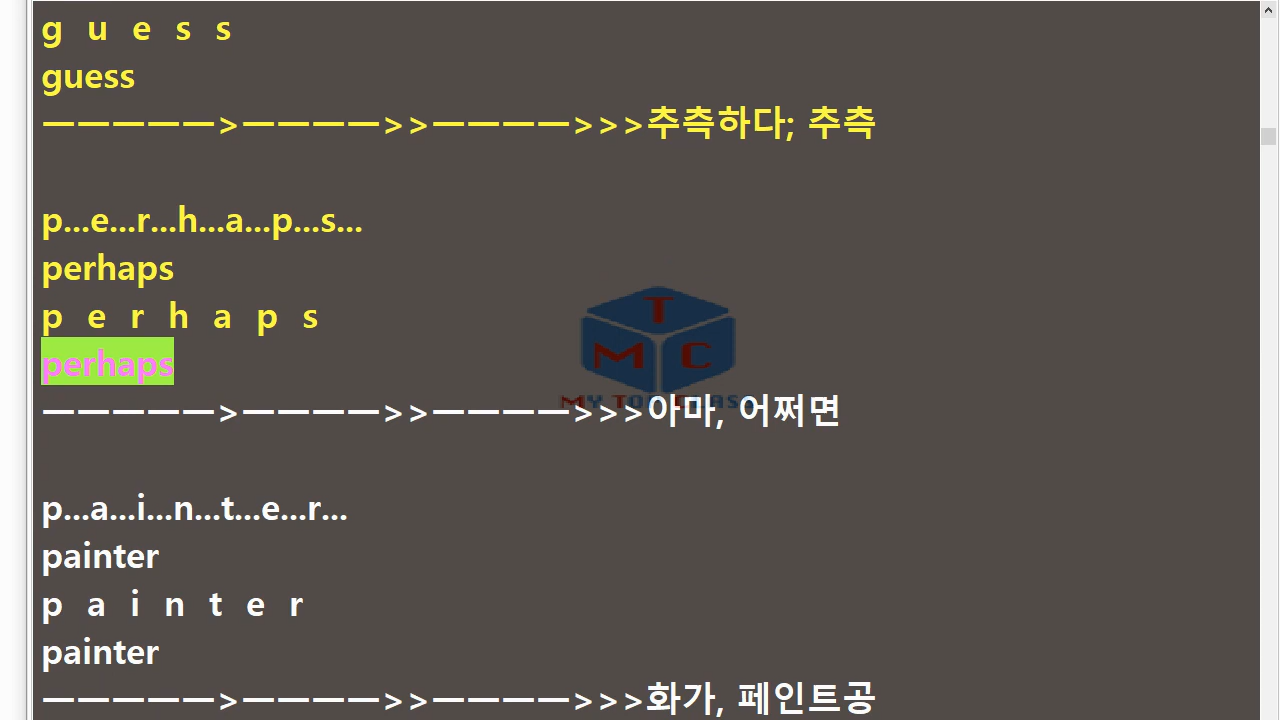 g u e s s
guess
—————>————>>————>>>추측하다; 추측
p...e...r...h...a...p...s...
perhaps
p e r h a p s
perhaps
—————>————>>————>>>아마, 어쩌면
T
M C
p...a...i...n...t...e...r...
painter
p a i n t e r
painter
—————>————>>————>>>화가, 페인트공